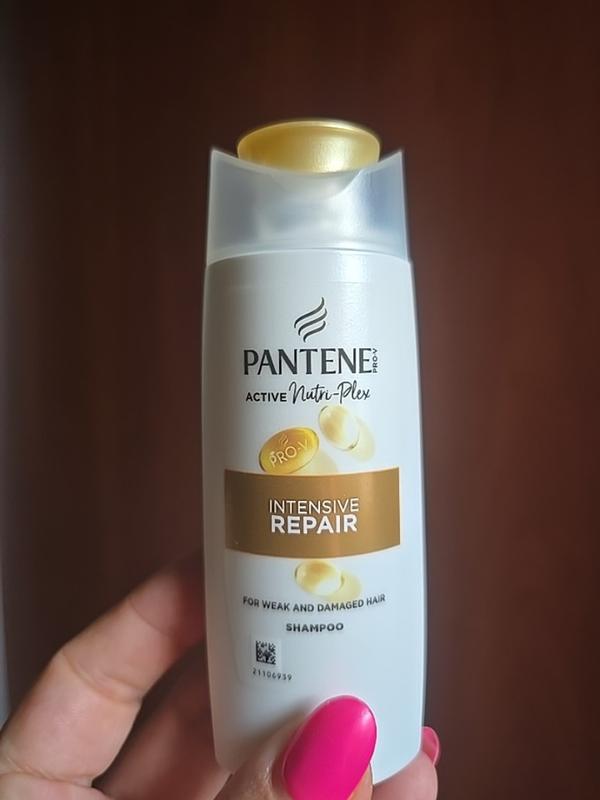 PANTENE PRO-V
ACTIVE Nutri-Plex
PRO-V
INTENSIVE
REPAIR
FOR WEAK AND DAMAGED HAIR
SHAMPOO
21106939